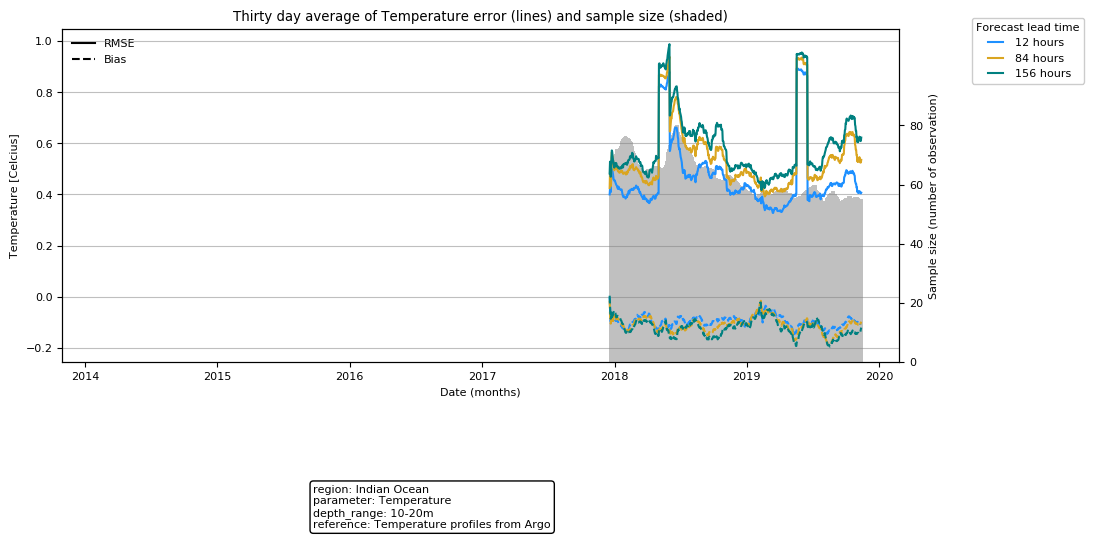 Thirty day average of Temperature error (lines) and sample size (shaded)
RMSE
Bias
Forecast lead time
12 hours
84 hours
156 hours
Temperature [Celcius]
1.0
0.8
0.6
0.4
0.2
0.0
−0.2
80
60
40
20
0
Sample size (number of observation)
2014 2015 2016 2017 2018 2019 2020
Date (months)
region: Indian Ocean
parameter: Temperature
depth_range: 10-20m
reference: Temperature profiles from Argo